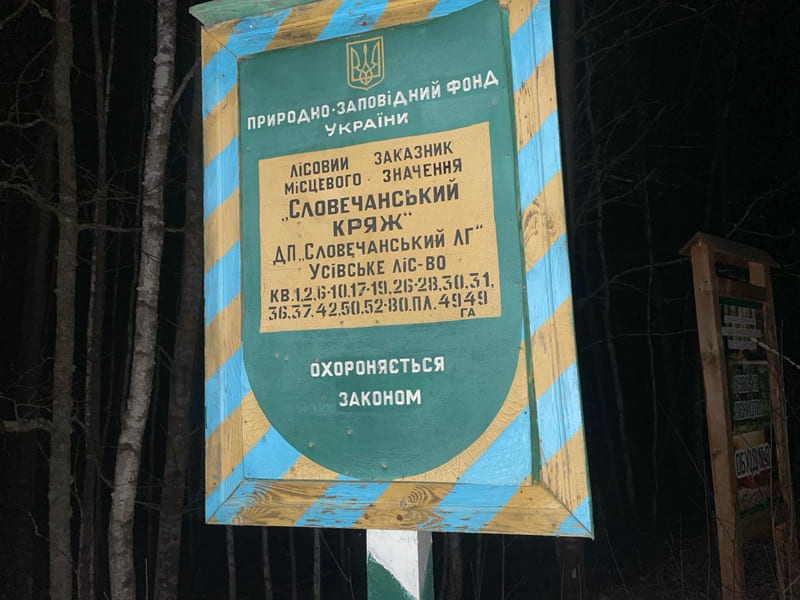 ПРИРОДНО-ЗАПОВІДНИЙ ФОНД
УКРАЇНИ
ЛІСОВИЙ ЗАКАЗНИК
МІСЦЕВОГО ЗНАЧЕННЯ
„СЛОВЕЧАНСЬКИЙ
КРЯЖ“
ДП „СЛОВЕЧАНСЬКИЙ ЛГ“
УСІВСЬКЕ ЛІС-ВО
КВ.1,2,6-10,17-19,26-28,30,31,
36,37,42,50,52-80.ПЛ.4949
ГА
ОХОРОНЯЄТЬСЯ
ЗАКОНОМ